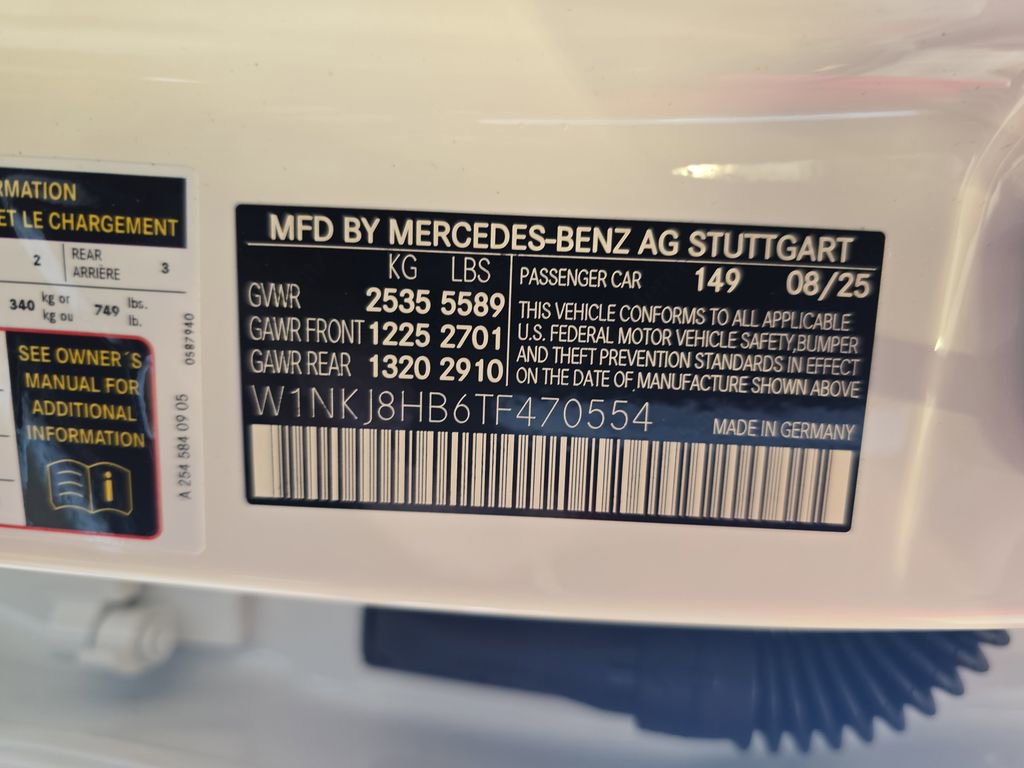 RMATION
ET LE CHARGEMENT
2 REAR ARRIÈRE 3
340 kg or kg ou 749 lbs. lb.
SEE OWNER´S
MANUAL FOR
ADDITIONAL
INFORMATION
i
A 254 584 09 05
0587940
MFD BY MERCEDES-BENZ AG STUTTGART
KG LBS
GVWR 2535 5589
GAWR FRONT 1225 2701
GAWR REAR 1320 2910
PASSENGER CAR 149 08/25
THIS VEHICLE CONFORMS TO ALL APPLICABLE
U.S. FEDERAL MOTOR VEHICLE SAFETY,BUMPER
AND THEFT PREVENTION STANDARDS IN EFFECT
ON THE DATE OF MANUFACTURE SHOWN ABOVE
W1NKJ8HB6TF470554
MADE IN GERMANY